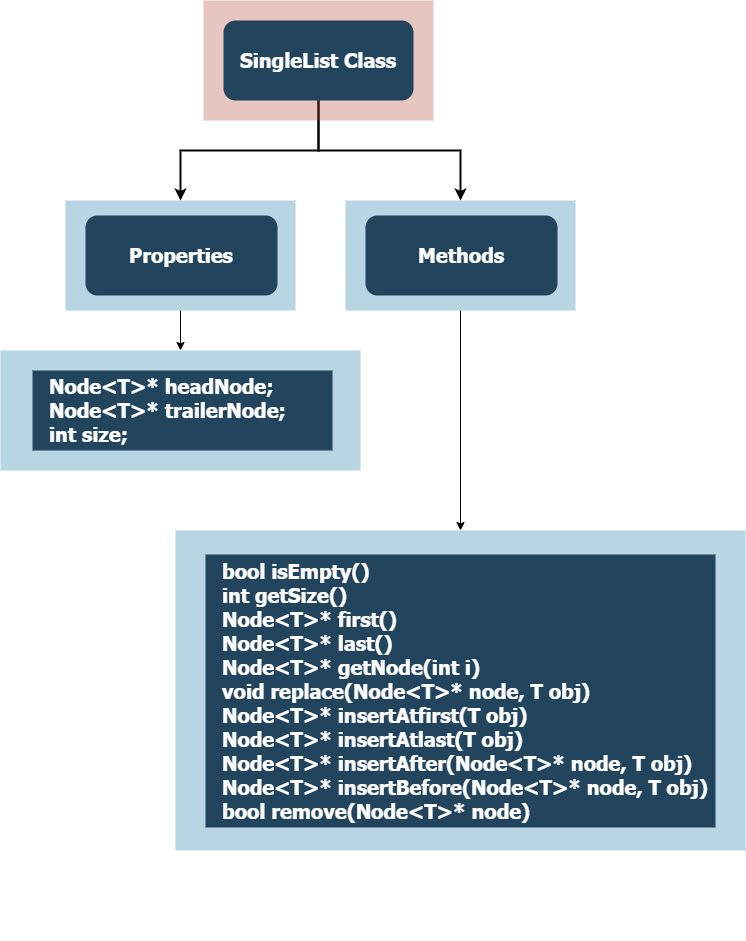 SingleList Class
Properties
Methods
Node<T>* headNode;
Node<T>* trailerNode;
int size;
bool isEmpty()
int getSize()
Node<T>* first()
Node<T>* last()
Node<T>* getNode(int i)
void replace(Node<T>* node, T obj)
Node<T>* insertAtfirst(T obj)
Node<T>* insertAtlast(T obj)
Node<T>* insertAfter(Node<T>* node, T obj)
Node<T>* insertBefore(Node<T>* node, T obj)
bool remove(Node<T>* node)